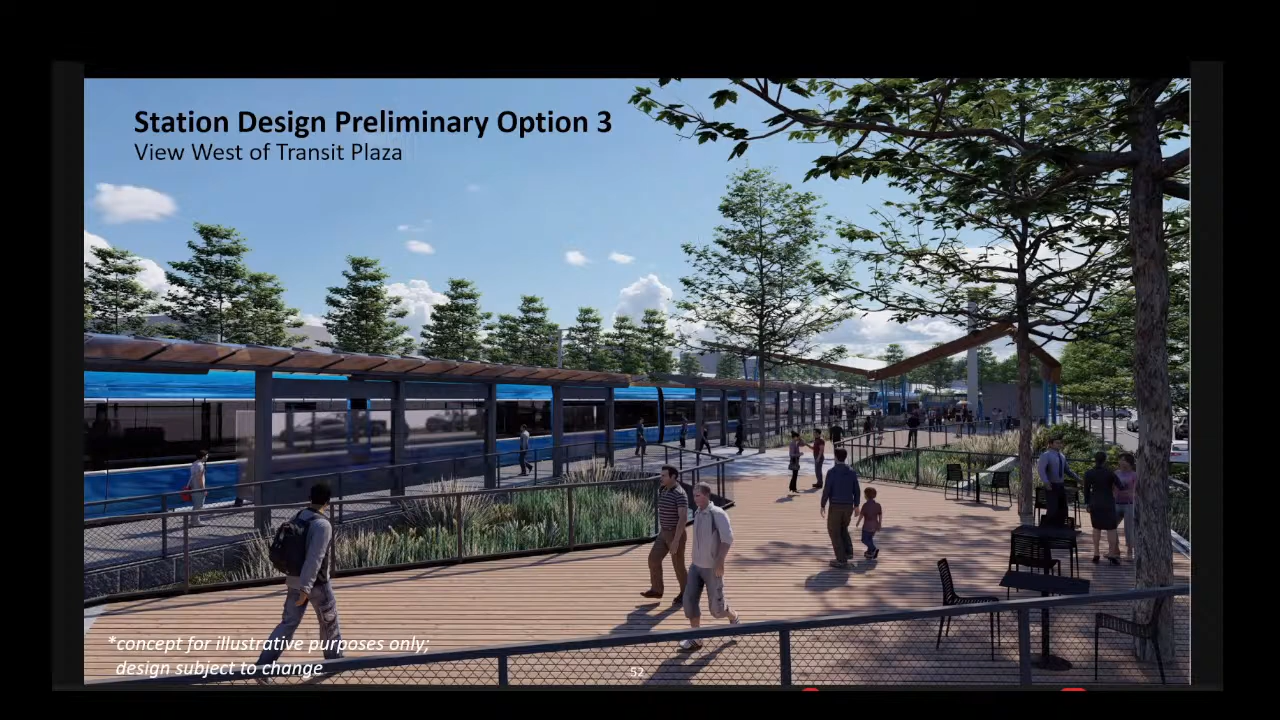 Station Design Preliminary Option 3
View West of Transit Plaza
*concept for illustrative purposes only;
design subject to change
52